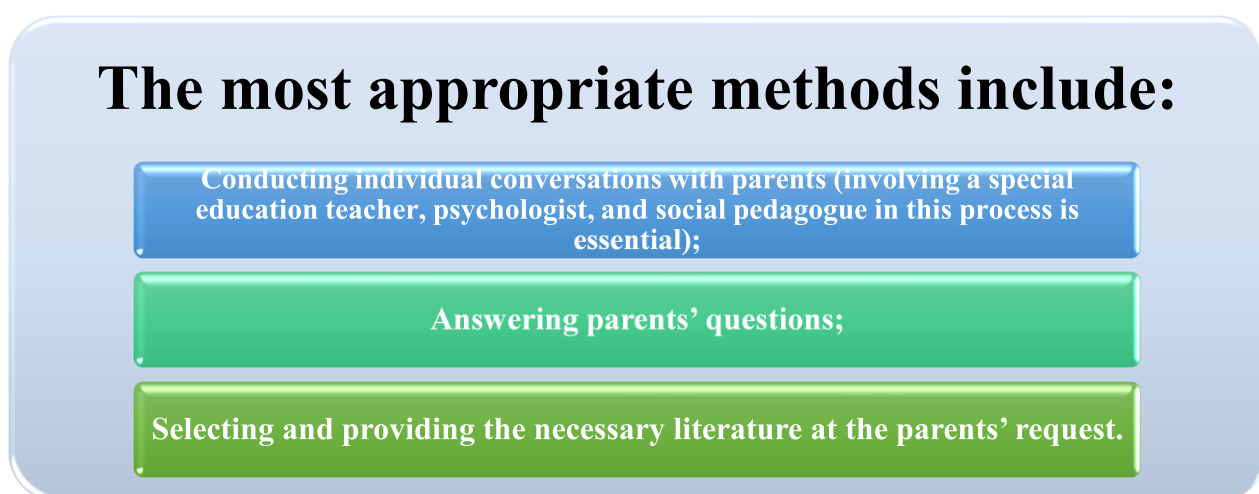 The most appropriate methods include:
Conducting individual conversations with parents (involving a special
education teacher, psychologist, and social pedagogue in this process is
essential);
Answering parents’ questions;
Selecting and providing the necessary literature at the parents’ request.